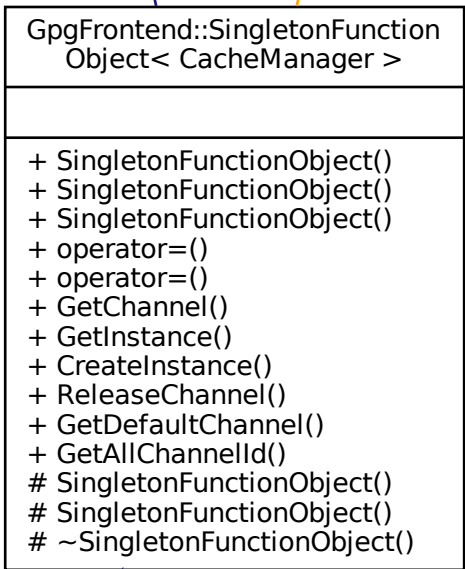 GpgFrontend::SingletonFunction
Object< CacheManager >
+ SingletonFunctionObject()
+ SingletonFunctionObject()
+ SingletonFunctionObject()
+ operator=()
+ operator=()
+ GetChannel()
+ GetInstance()
+ CreateInstance()
+ ReleaseChannel()
+ GetDefaultChannel()
+ GetAllChannelId()
# SingletonFunctionObject()
# SingletonFunctionObject()
# ~SingletonFunctionObject()